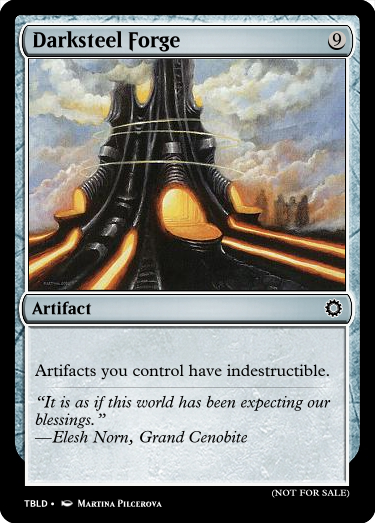 Darksteel Forge
9
Artifact
Artifacts you control have indestructible.
“It is as if this world has been expecting our
blessings.”
—Elesh Norn, Grand Cenobite
(NOT FOR SALE)
TBLD • Martina Pilcerova